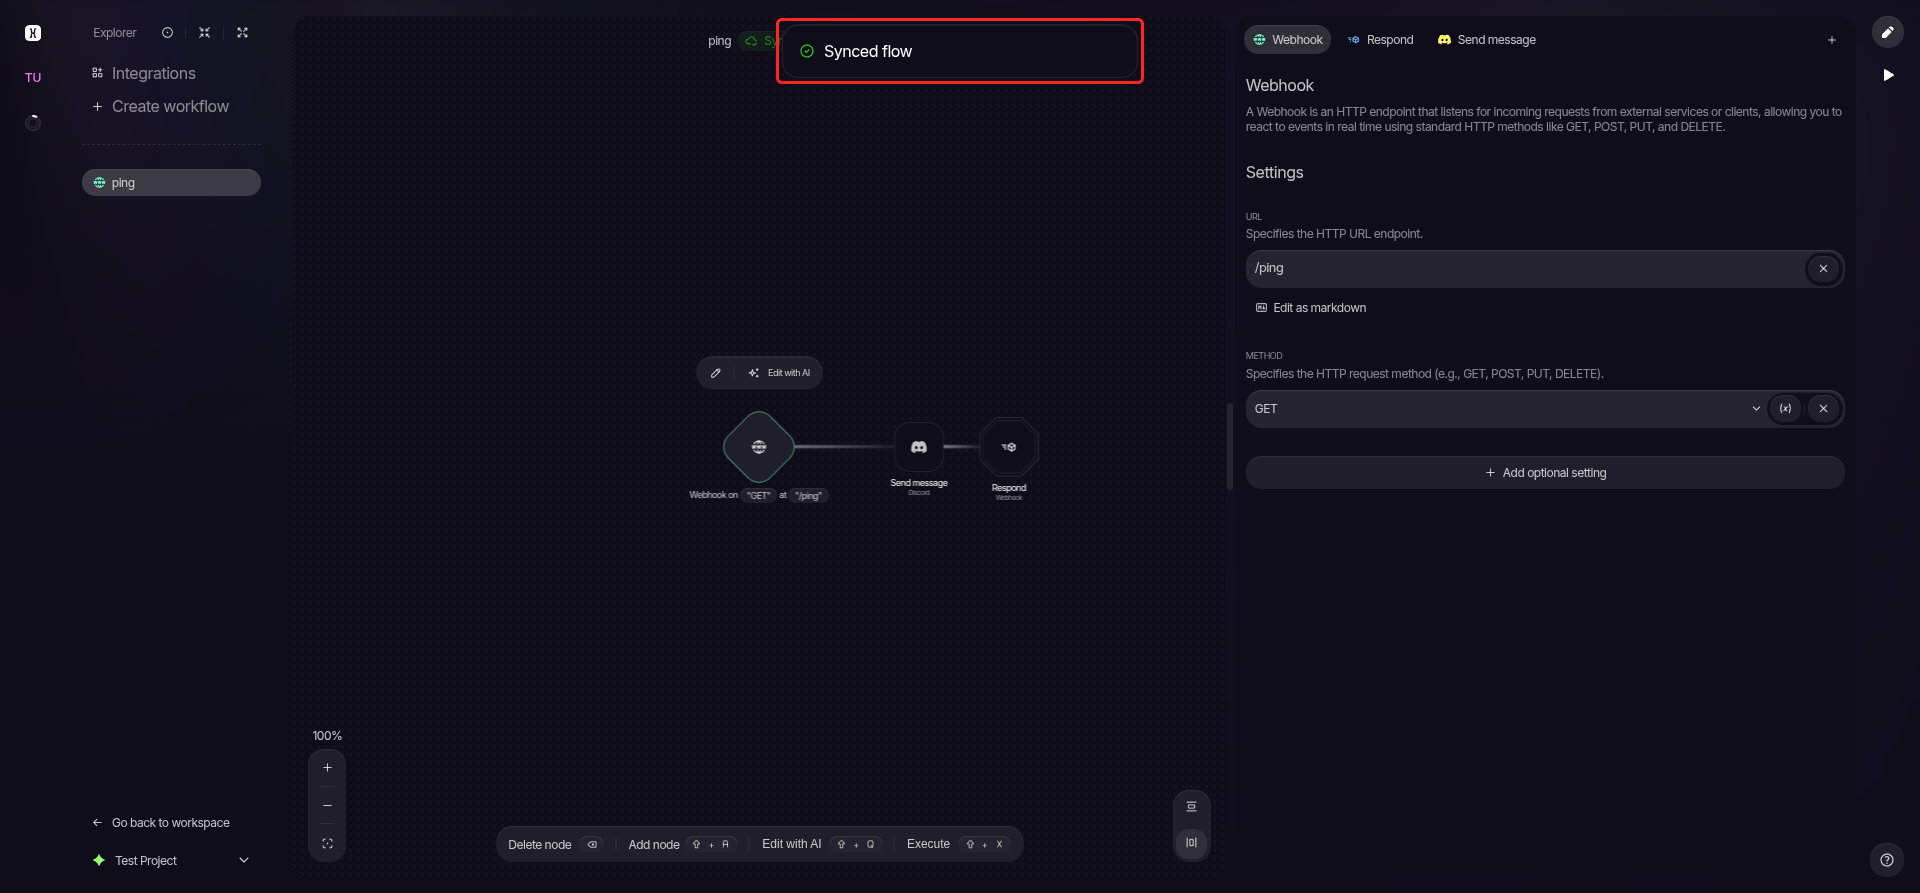 Explorer
TU
Integrations
Create workflow
ping
Go back to workspace
Test Project
ping
Synced flow
Edit with AI
Webhook on "GET" at "/ping"
Send message
Discord
Respond
Webhook
100%
Delete node
Add node + A
Edit with AI + Q
Execute + X
Webhook
Respond
Send message
Webhook
A Webhook is an HTTP endpoint that listens for incoming requests from external services or clients, allowing you to
react to events in real time using standard HTTP methods like GET, POST, PUT, and DELETE.
Settings
URL
Specifies the HTTP URL endpoint.
/ping
Edit as markdown
METHOD
Specifies the HTTP request method (e.g., GET, POST, PUT, DELETE).
GET
(x)
Add optional setting